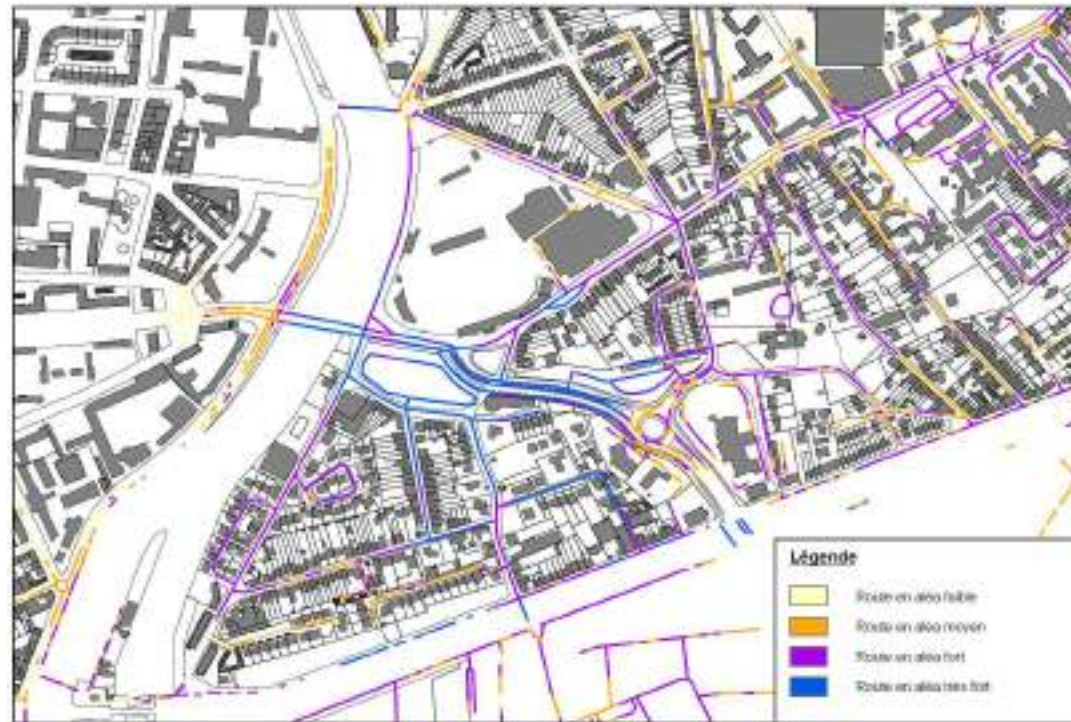 Légende
Route en aléa faible
Route en aléa moyen
Route en aléa fort
Route en aléa très fort